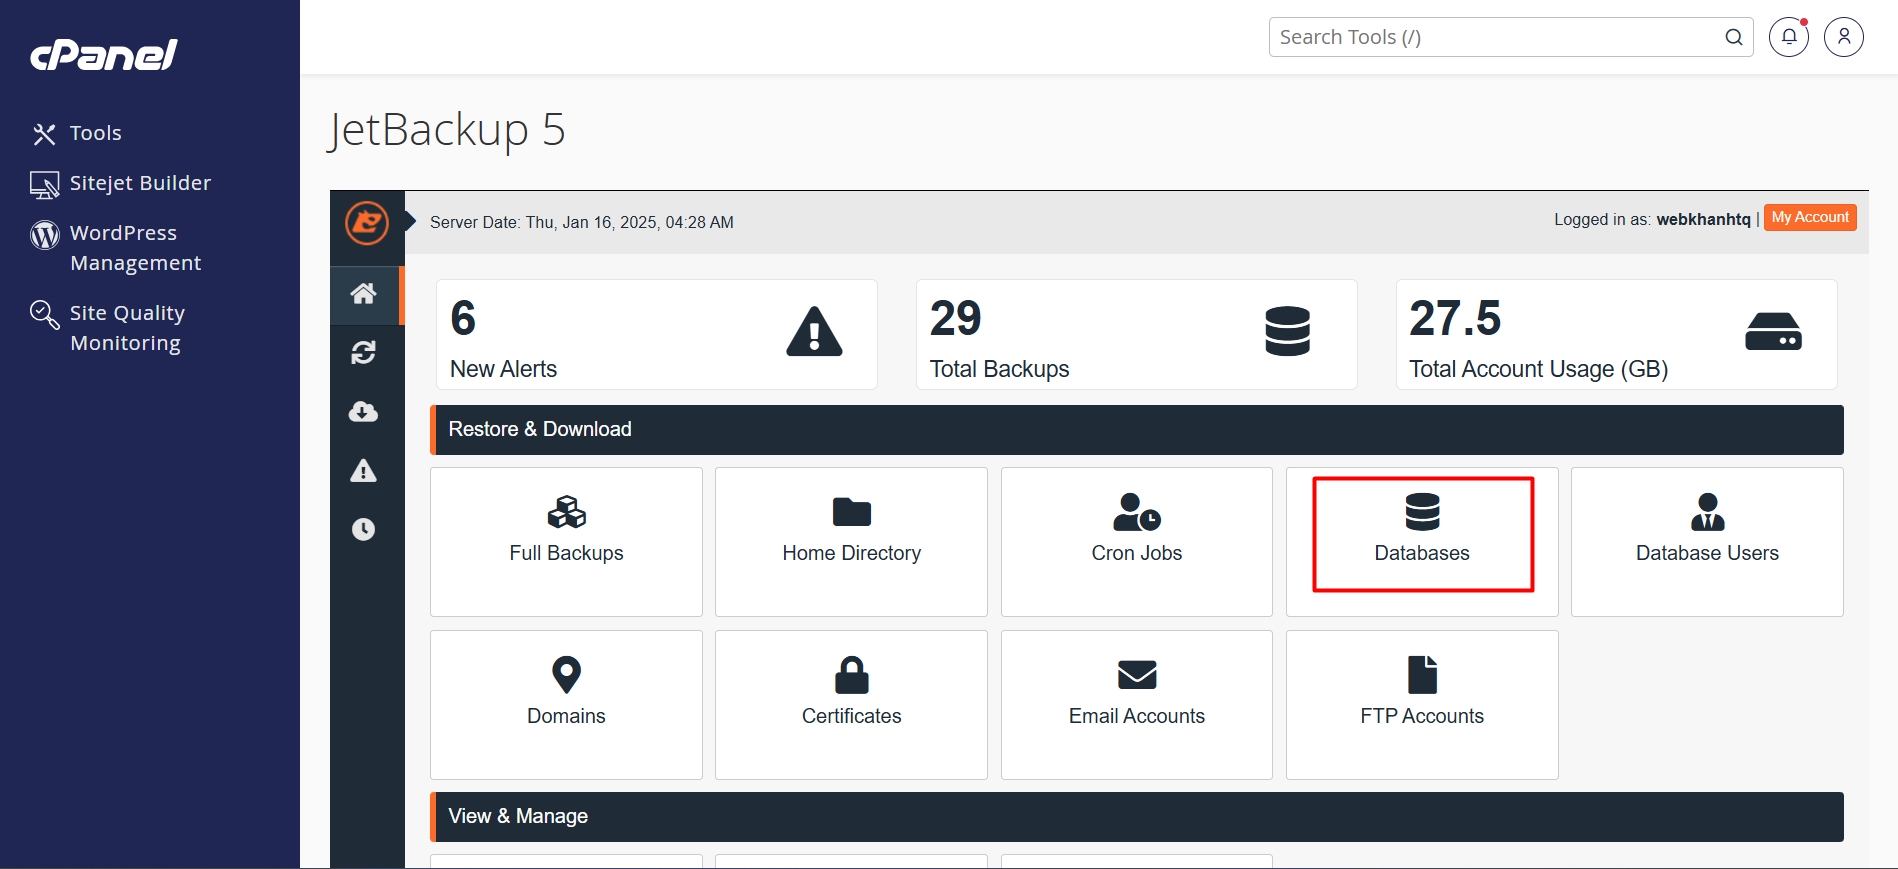 cPanel
Search Tools (/)
Tools
Sitejet Builder
WordPress
Management
Site Quality
Monitoring
JetBackup 5
Server Date: Thu, Jan 16, 2025, 04:28 AM
Logged in as: webkhanhtq | My Account
6
New Alerts
29
Total Backups
27.5
Total Account Usage (GB)
Restore & Download
Full Backups
Home Directory
Cron Jobs
Databases
Database Users
Domains
Certificates
Email Accounts
FTP Accounts
View & Manage